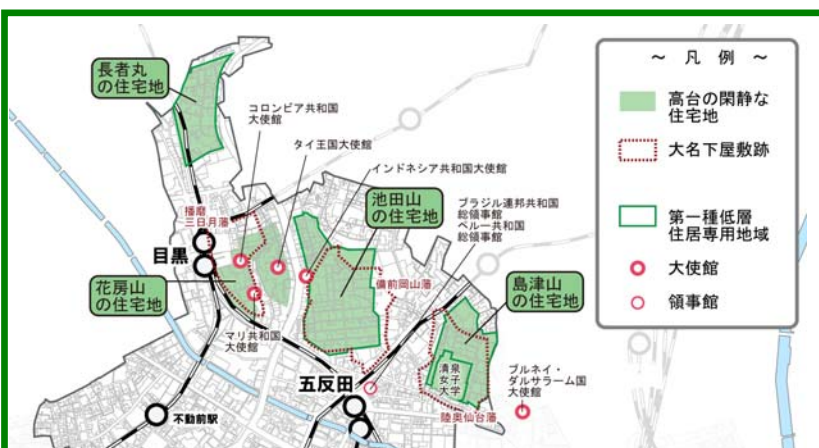 長者丸
の住宅地
コロンビア共和国
大使館
タイ王国大使館
インドネシア共和国大使館
播磨
三日月藩
池田山
の住宅地
ブラジル連邦共和国
総領事館
ペルー共和国
総領事館
目黒
花房山
の住宅地
備前岡山藩
島津山
の住宅地
マリ共和国
大使館
五反田
清泉
女子
大学
ブルネイ・
ダルサラーム国
大使館
不動前駅
陸奥仙台藩
~ 凡 例 ~
高台の閑静な
住宅地
大名下屋敷跡
第一種低層
住居専用地域
大使館
領事館